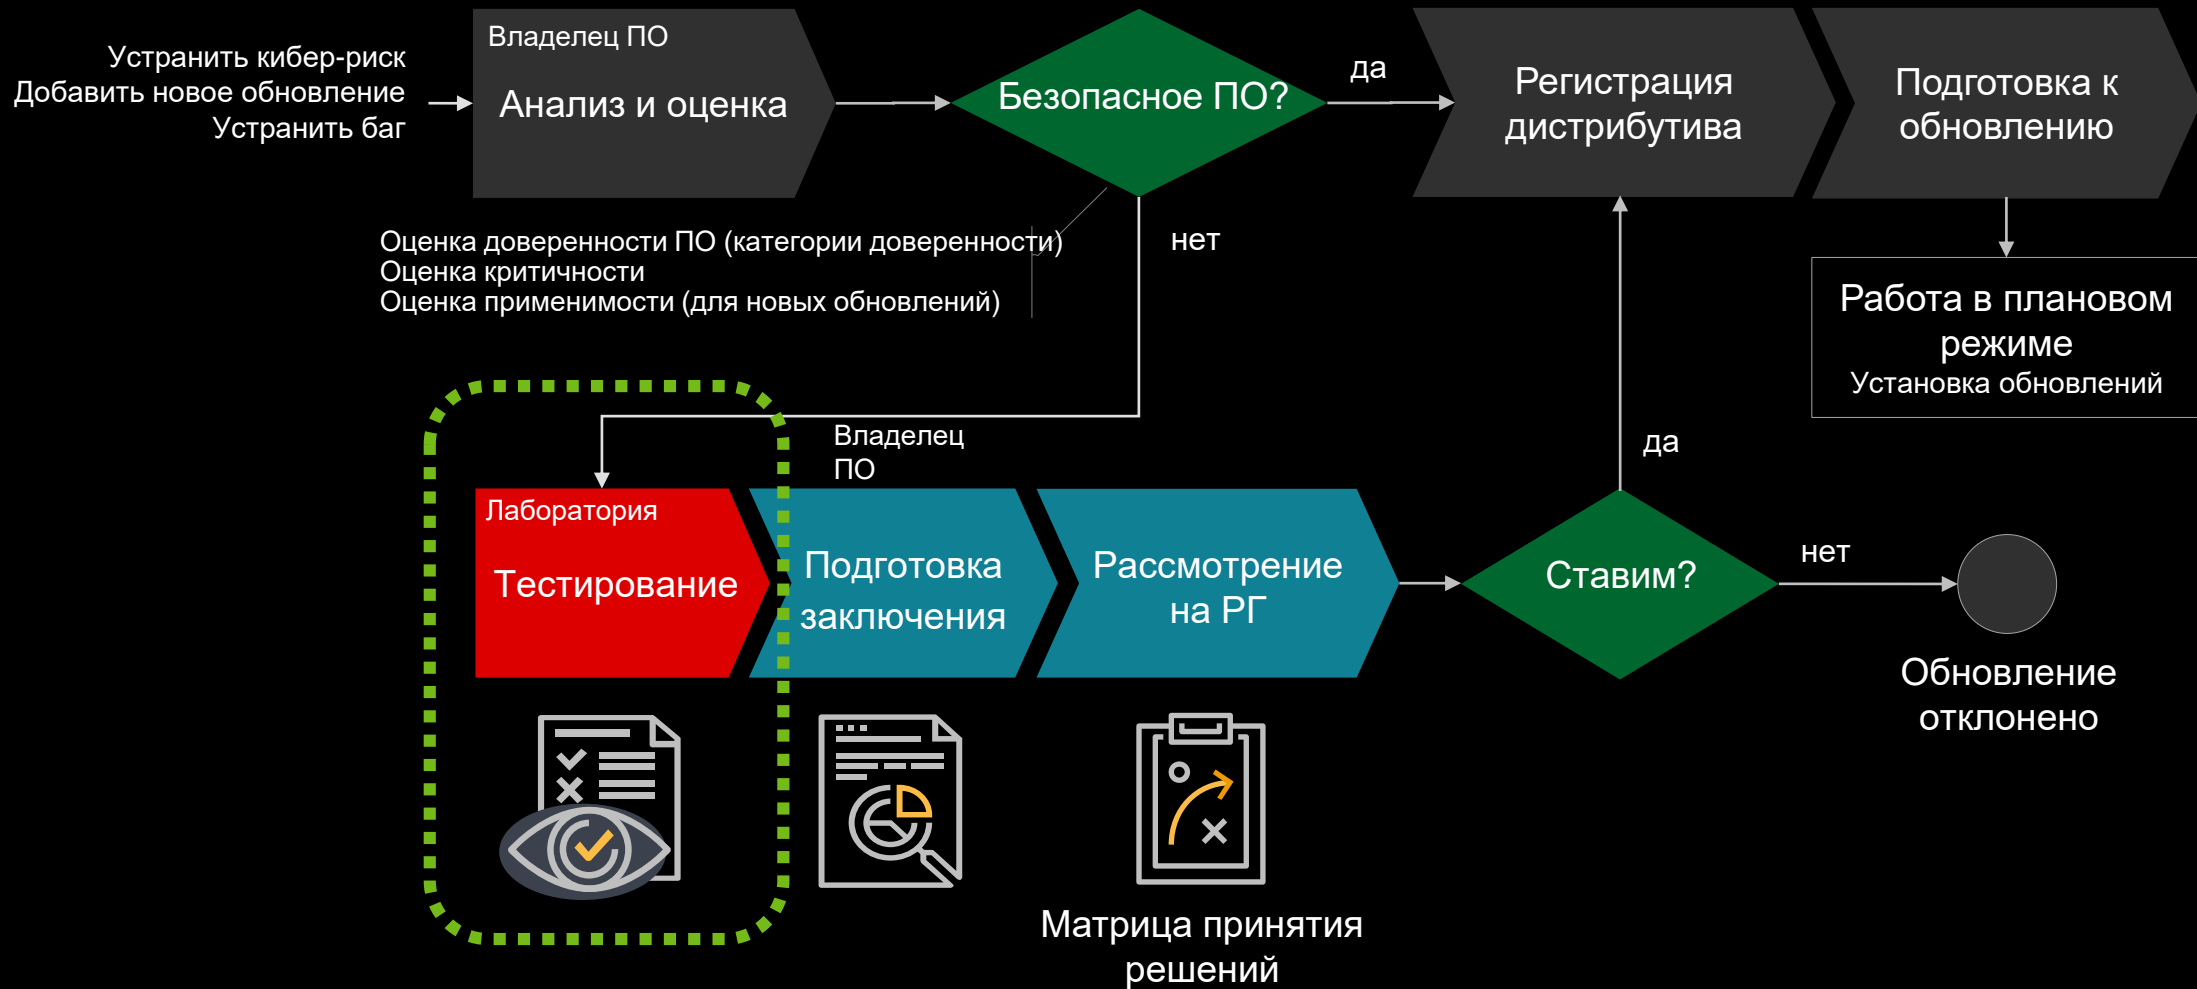 Устранить кибер-риск
Добавить новое обновление
Устранить баг
Владелец ПО
Анализ и оценка
Безопасное ПО?
да
Регистрация
дистрибутива
Подготовка к
обновлению
Оценка доверенности ПО (категории доверенности)
Оценка критичности
Оценка применимости (для новых обновлений)
нет
Работа в плановом
режиме
Установка обновлений
да
Владелец
ПО
Лаборатория
Тестирование
Подготовка
заключения
Рассмотрение
на РГ
Ставим?
нет
Обновление
отклонено
Матрица принятия
решений